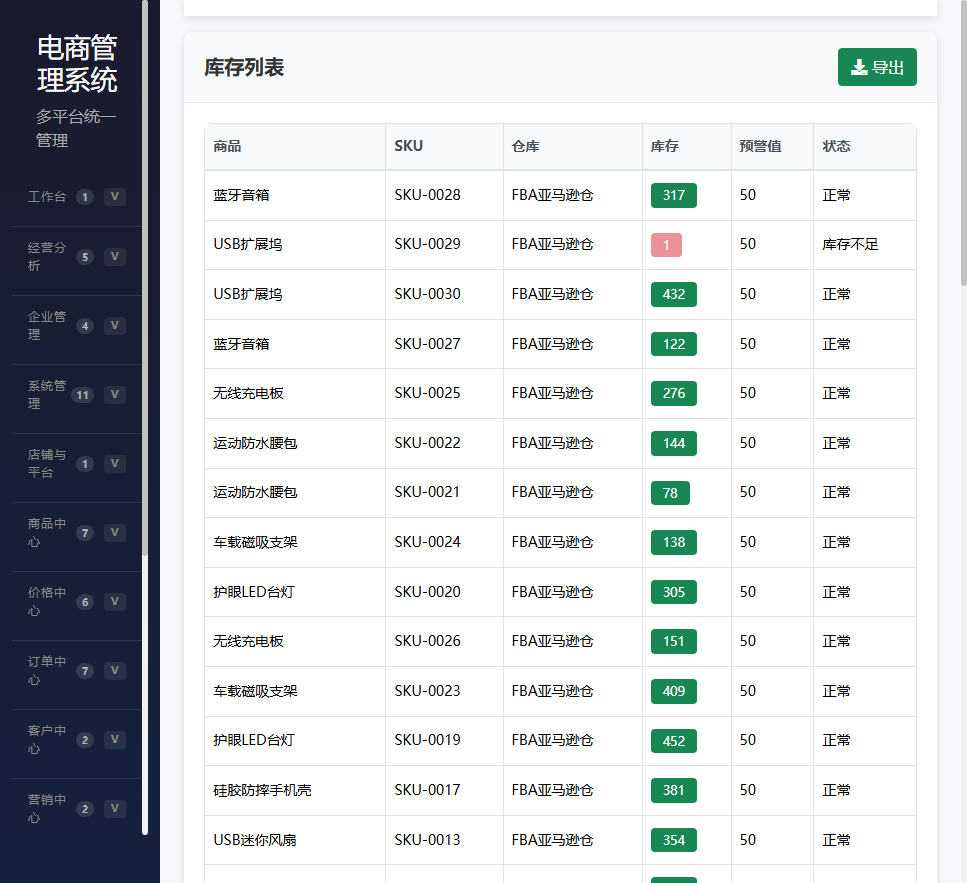 电商管
理系统
多平台统一
管理
工作台 1 V
经营分
析 5 V
企业管
理 4 V
系统管
理 11 V
店铺与
平台 1 V
商品中
心 7 V
价格中
心 6 V
订单中
心 7 V
客户中
心 2 V
营销中
心 2 V
库存列表 导出
商品 SKU 仓库 库存 预警值 状态
蓝牙音箱 SKU-0028 FBA亚马逊仓 317 50 正常
USB扩展坞 SKU-0029 FBA亚马逊仓 1 50 库存不足
USB扩展坞 SKU-0030 FBA亚马逊仓 432 50 正常
蓝牙音箱 SKU-0027 FBA亚马逊仓 122 50 正常
无线充电板 SKU-0025 FBA亚马逊仓 276 50 正常
运动防水腰包 SKU-0022 FBA亚马逊仓 144 50 正常
运动防水腰包 SKU-0021 FBA亚马逊仓 78 50 正常
车载磁吸支架 SKU-0024 FBA亚马逊仓 138 50 正常
护眼LED台灯 SKU-0020 FBA亚马逊仓 305 50 正常
无线充电板 SKU-0026 FBA亚马逊仓 151 50 正常
车载磁吸支架 SKU-0023 FBA亚马逊仓 409 50 正常
护眼LED台灯 SKU-0019 FBA亚马逊仓 452 50 正常
硅胶防摔手机壳 SKU-0017 FBA亚马逊仓 381 50 正常
USB迷你风扇 SKU-0013 FBA亚马逊仓 354 50 正常